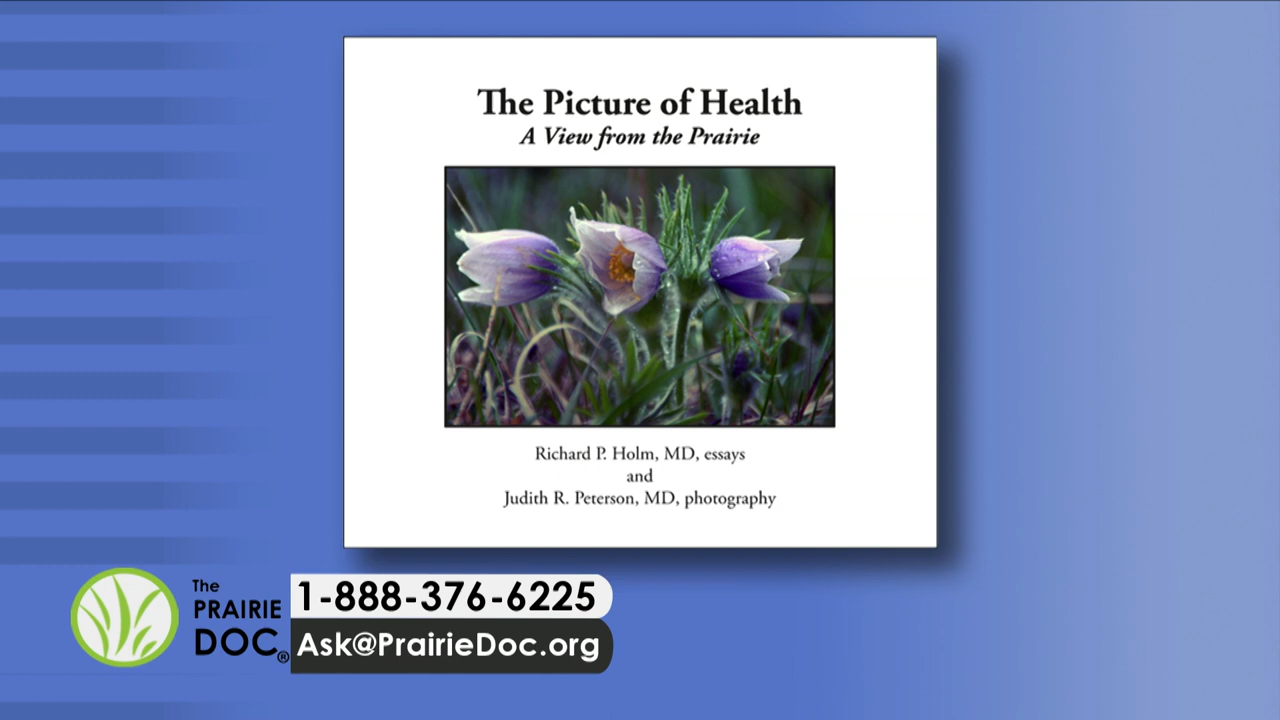 The Picture of Health
A View from the Prairie
Richard P. Holm, MD, essays
and
Judith R. Peterson, MD, photography
The
PRAIRIE
DOC®
1-888-376-6225
Ask@PrairieDoc.org